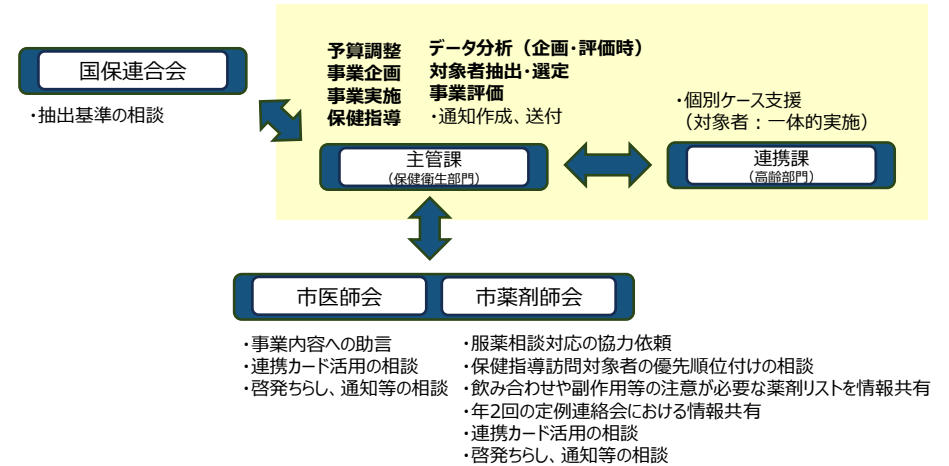 国保連合会
・抽出基準の相談
予算調整 データ分析（企画・評価時）
事業企画 対象者抽出・選定
事業実施 事業評価
保健指導 ・通知作成、送付
主管課
（保健衛生部門）
・個別ケース支援
（対象者：一体的実施）
連携課
（高齢部門）
市医師会
・事業内容への助言
・連携カード活用の相談
・啓発ちらし、通知等の相談
市薬剤師会
・服薬相談対応の協力依頼
・保健指導訪問対象者の優先順位付けの相談
・飲み合わせや副作用等の注意が必要な薬剤リストを情報共有
・年2回の定例連絡会における情報共有
・連携カード活用の相談
・啓発ちらし、通知等の相談